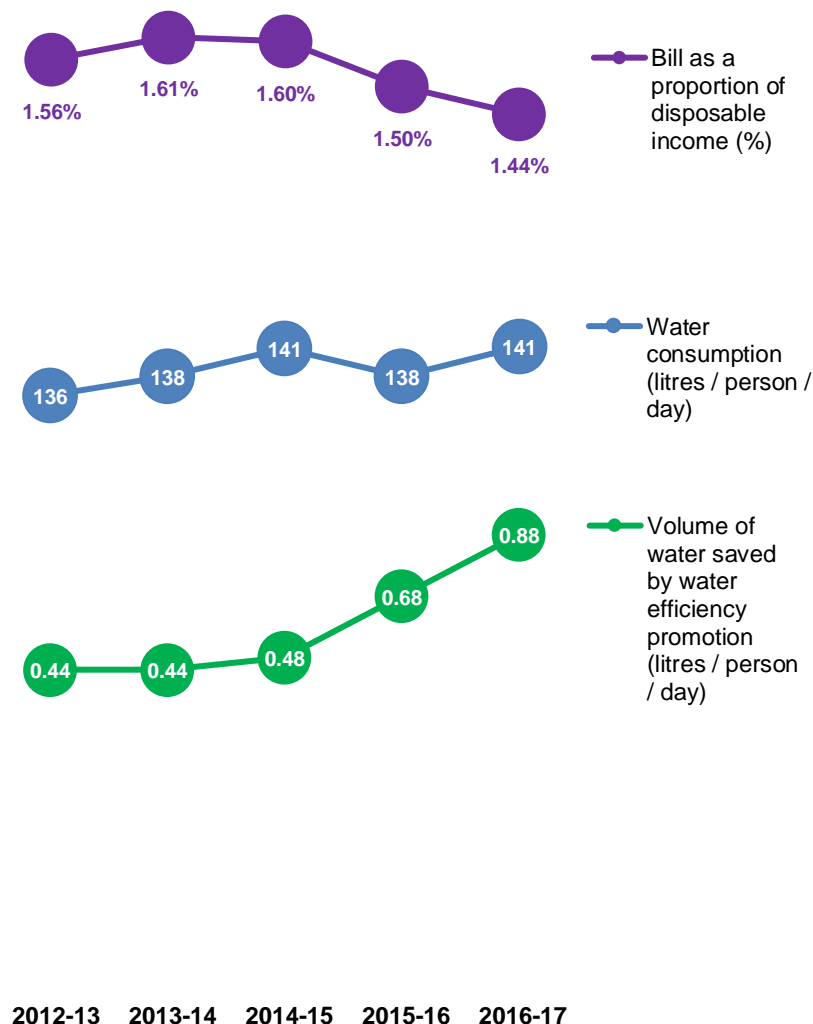 1.56%
1.61%
1.60%
1.50%
1.44%
Bill as a
proportion of
disposable
income (%)
136
138
141
138
141
Water
consumption
(litres / person /
day)
0.44
0.44
0.48
0.68
0.88
Volume of
water saved
by water
efficiency
promotion
(litres / person
/ day)
2012-13 2013-14 2014-15 2015-16 2016-17